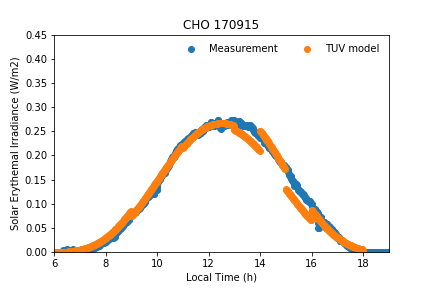 CHO 170915
Measurement TUV model
Solar Erythemal Irradiance (W/m2)
0.45
0.40
0.35
0.30
0.25
0.20
0.15
0.10
0.05
0.00
6 8 10 12 14 16 18
Local Time (h)